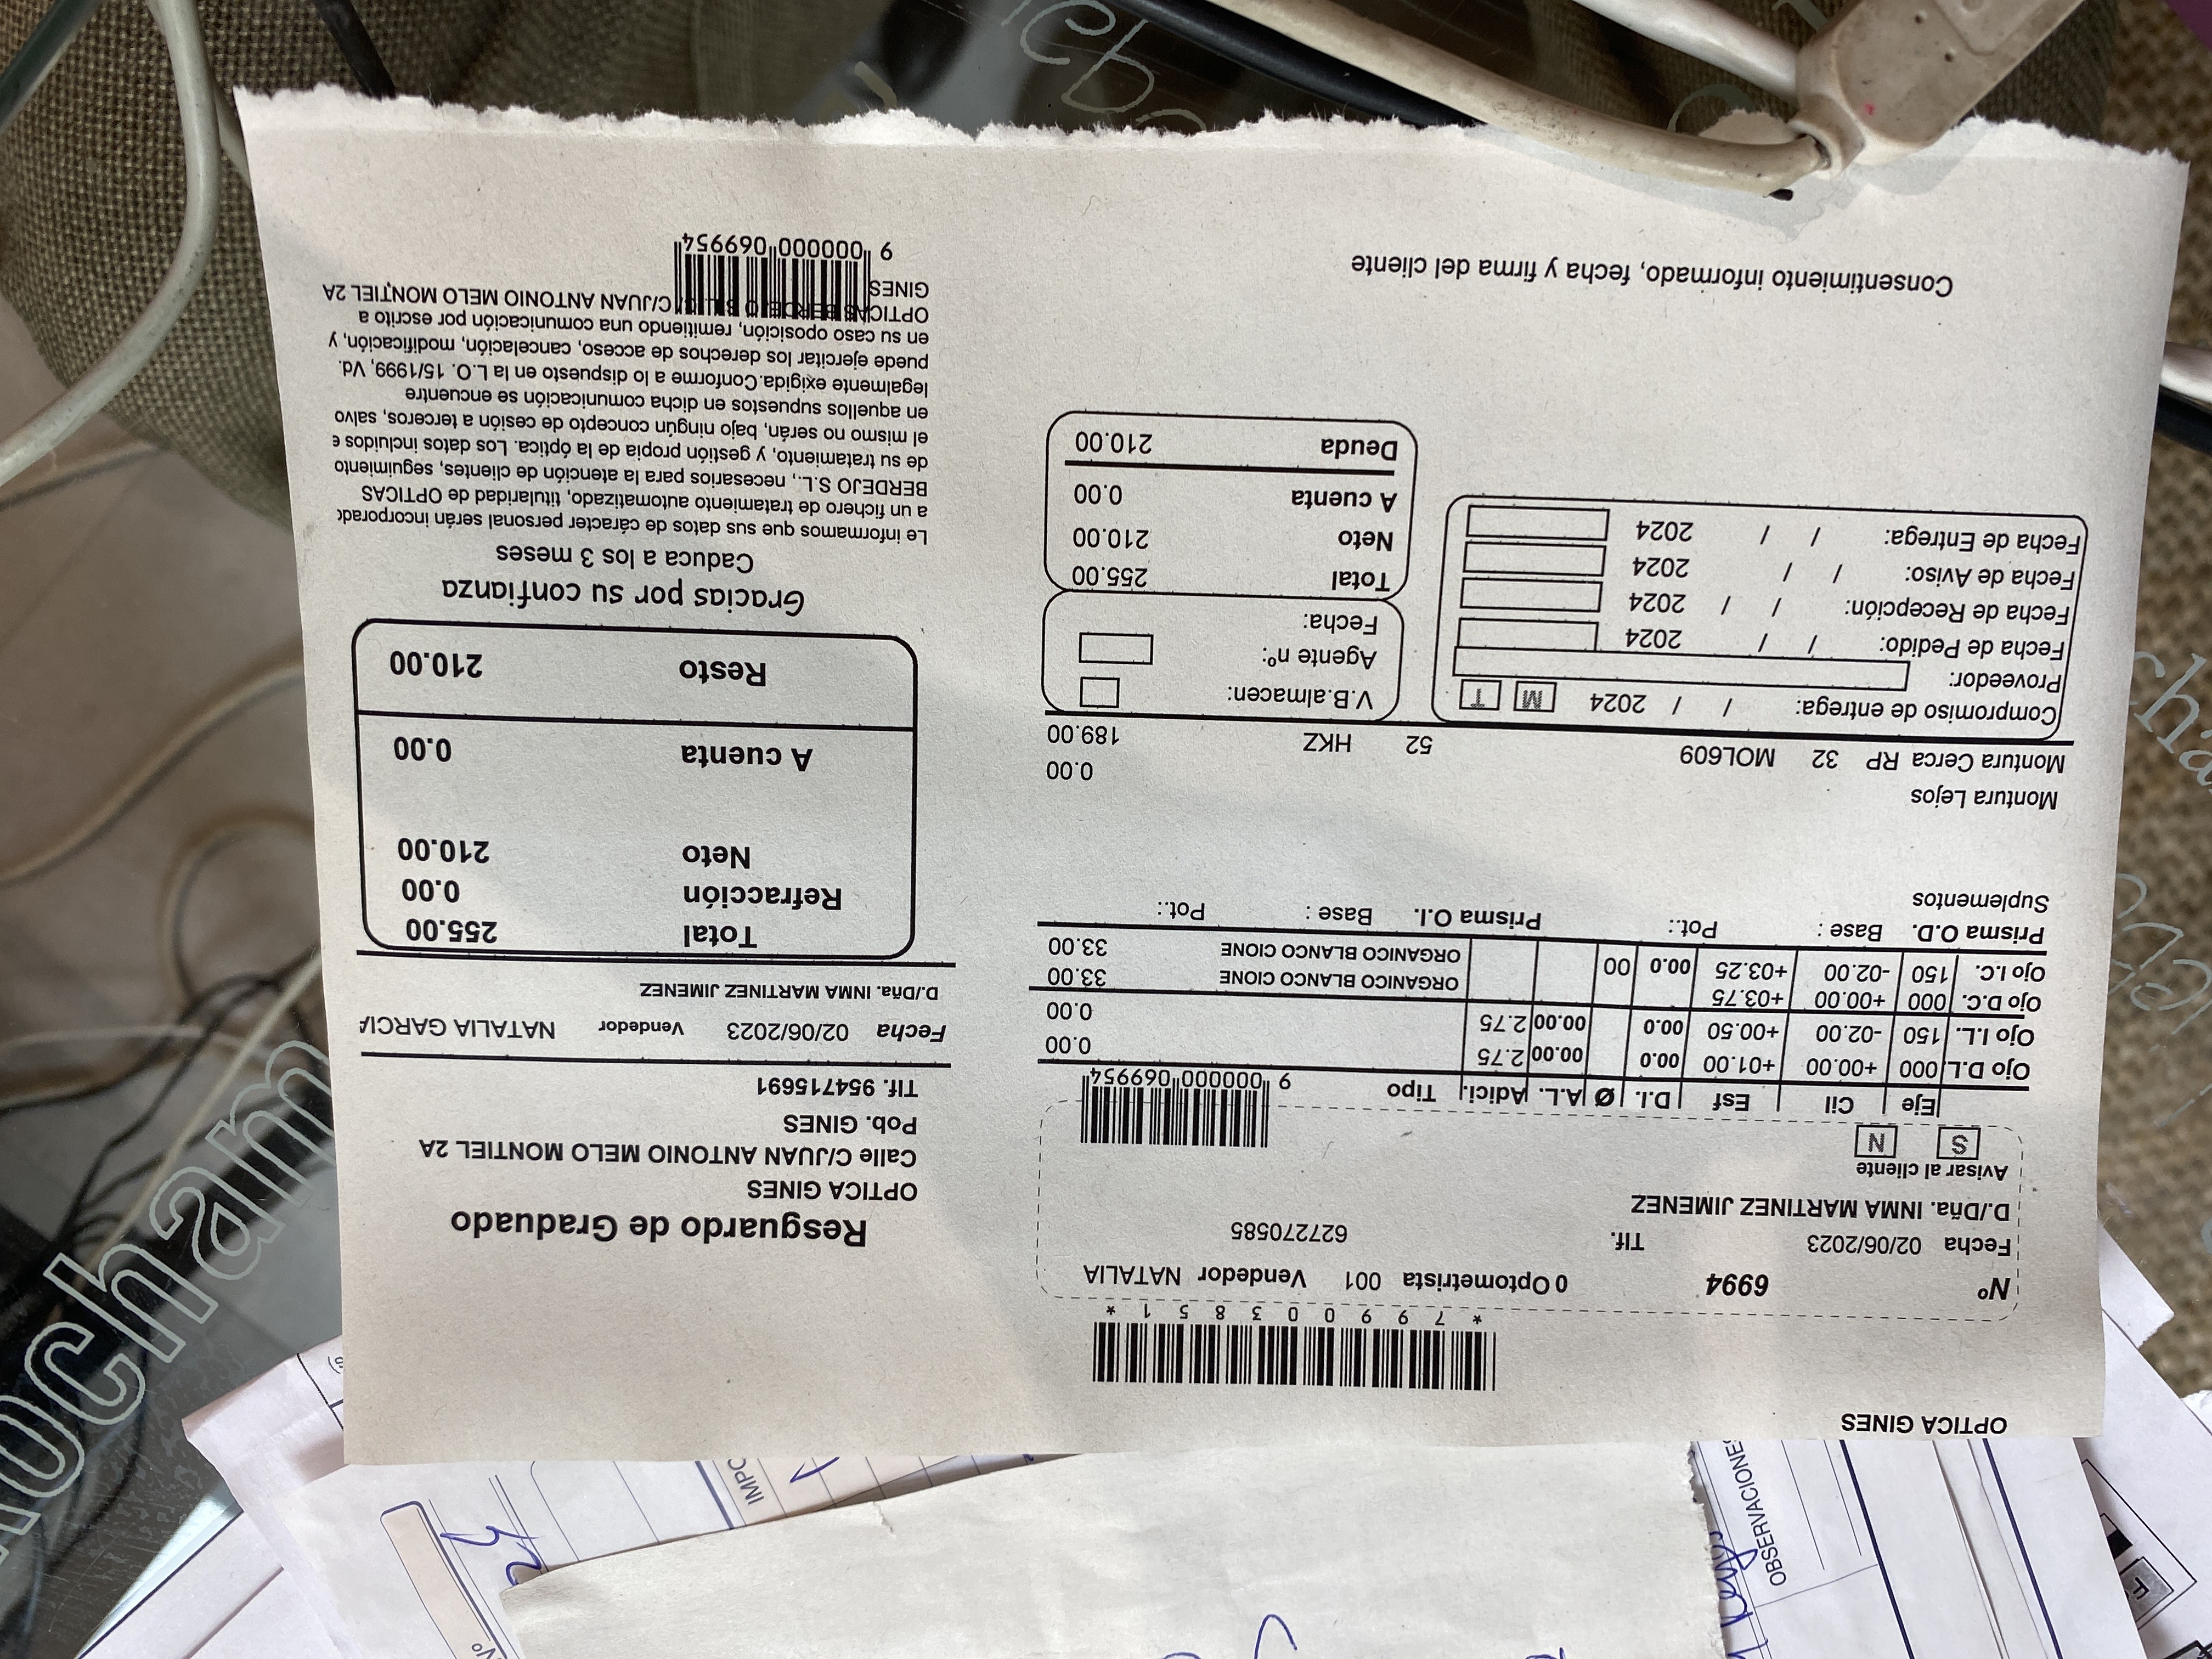 OPTICA GINES
* 7 9 9 0 0 3 8 5 1 *
Nº 6994 0 Optometrista 001 Vendedor NATALIA
Fecha 02/06/2023 Tlf. 627270585
D./Dña. INMA MARTINEZ JIMENEZ
Avisar al cliente
S N
9 000000 069954
Eje Cil Esf D.I. Ø A.L. Adici. Tipo
Ojo D.L. 000 +00.00 +01.00 00.0 00.00 2.75 0.00
Ojo I.L. 150 -02.00 +00.50 00.0 00.00 2.75 0.00
Ojo D.C. 000 +00.00 +03.75 ORGANICO BLANCO CIONE 33.00
Ojo I.C. 150 -02.00 +03.25 00.0 00 ORGANICO BLANCO CIONE 33.00
Prisma O.D. Base : Pot.: Prisma O.I. Base : Pot.:
Suplementos
Montura Lejos 0.00
Montura Cerca RP 32 MOL609 52 HKZ 189.00
Compromiso de entrega: / / 2024 M T
Proveedor:
Fecha de Pedido: / / 2024
Fecha de Recepción: / / 2024
Fecha de Aviso: / / 2024
Fecha de Entrega: / / 2024
V.B.almacen:
Agente nº:
Fecha:
Total 255.00
Neto 210.00
A cuenta 0.00
Deuda 210.00
Consentimiento informado, fecha y firma del cliente
Resguardo de Graduado
OPTICA GINES
Calle C/JUAN ANTONIO MELO MONTIEL 2A
Pob. GINES
Tlf. 954715691
Fecha 02/06/2023 Vendedor NATALIA GARCIA
D./Dña. INMA MARTINEZ JIMENEZ
Total 255.00
Refracción 0.00
Neto 210.00
A cuenta 0.00
Resto 210.00
Gracias por su confianza
Caduca a los 3 meses
Le informamos que sus datos de cáracter personal serán incorporado
a un fichero de tratamiento automatizado, titularidad de OPTICAS
BERDEJO S.L., necesarios para la atención de clientes, seguimiento
de su tratamiento, y gestión propia de la óptica. Los datos incluidos e
el mismo no serán, bajo ningún concepto de cesión a terceros, salvo
en aquellos supuestos en dicha comunicación se encuentre
legalmente exigida.Conforme a lo dispuesto en la L.O. 15/1999, Vd.
puede ejercitar los derechos de acceso, cancelación, modificación, y
en su caso oposición, remitiendo una comunicación por escrito a
OPTICAS BERDEJO S.L. C/JUAN ANTONIO MELO MONTIEL 2A
GINES
9 000000 069954
OBSERVACIONES